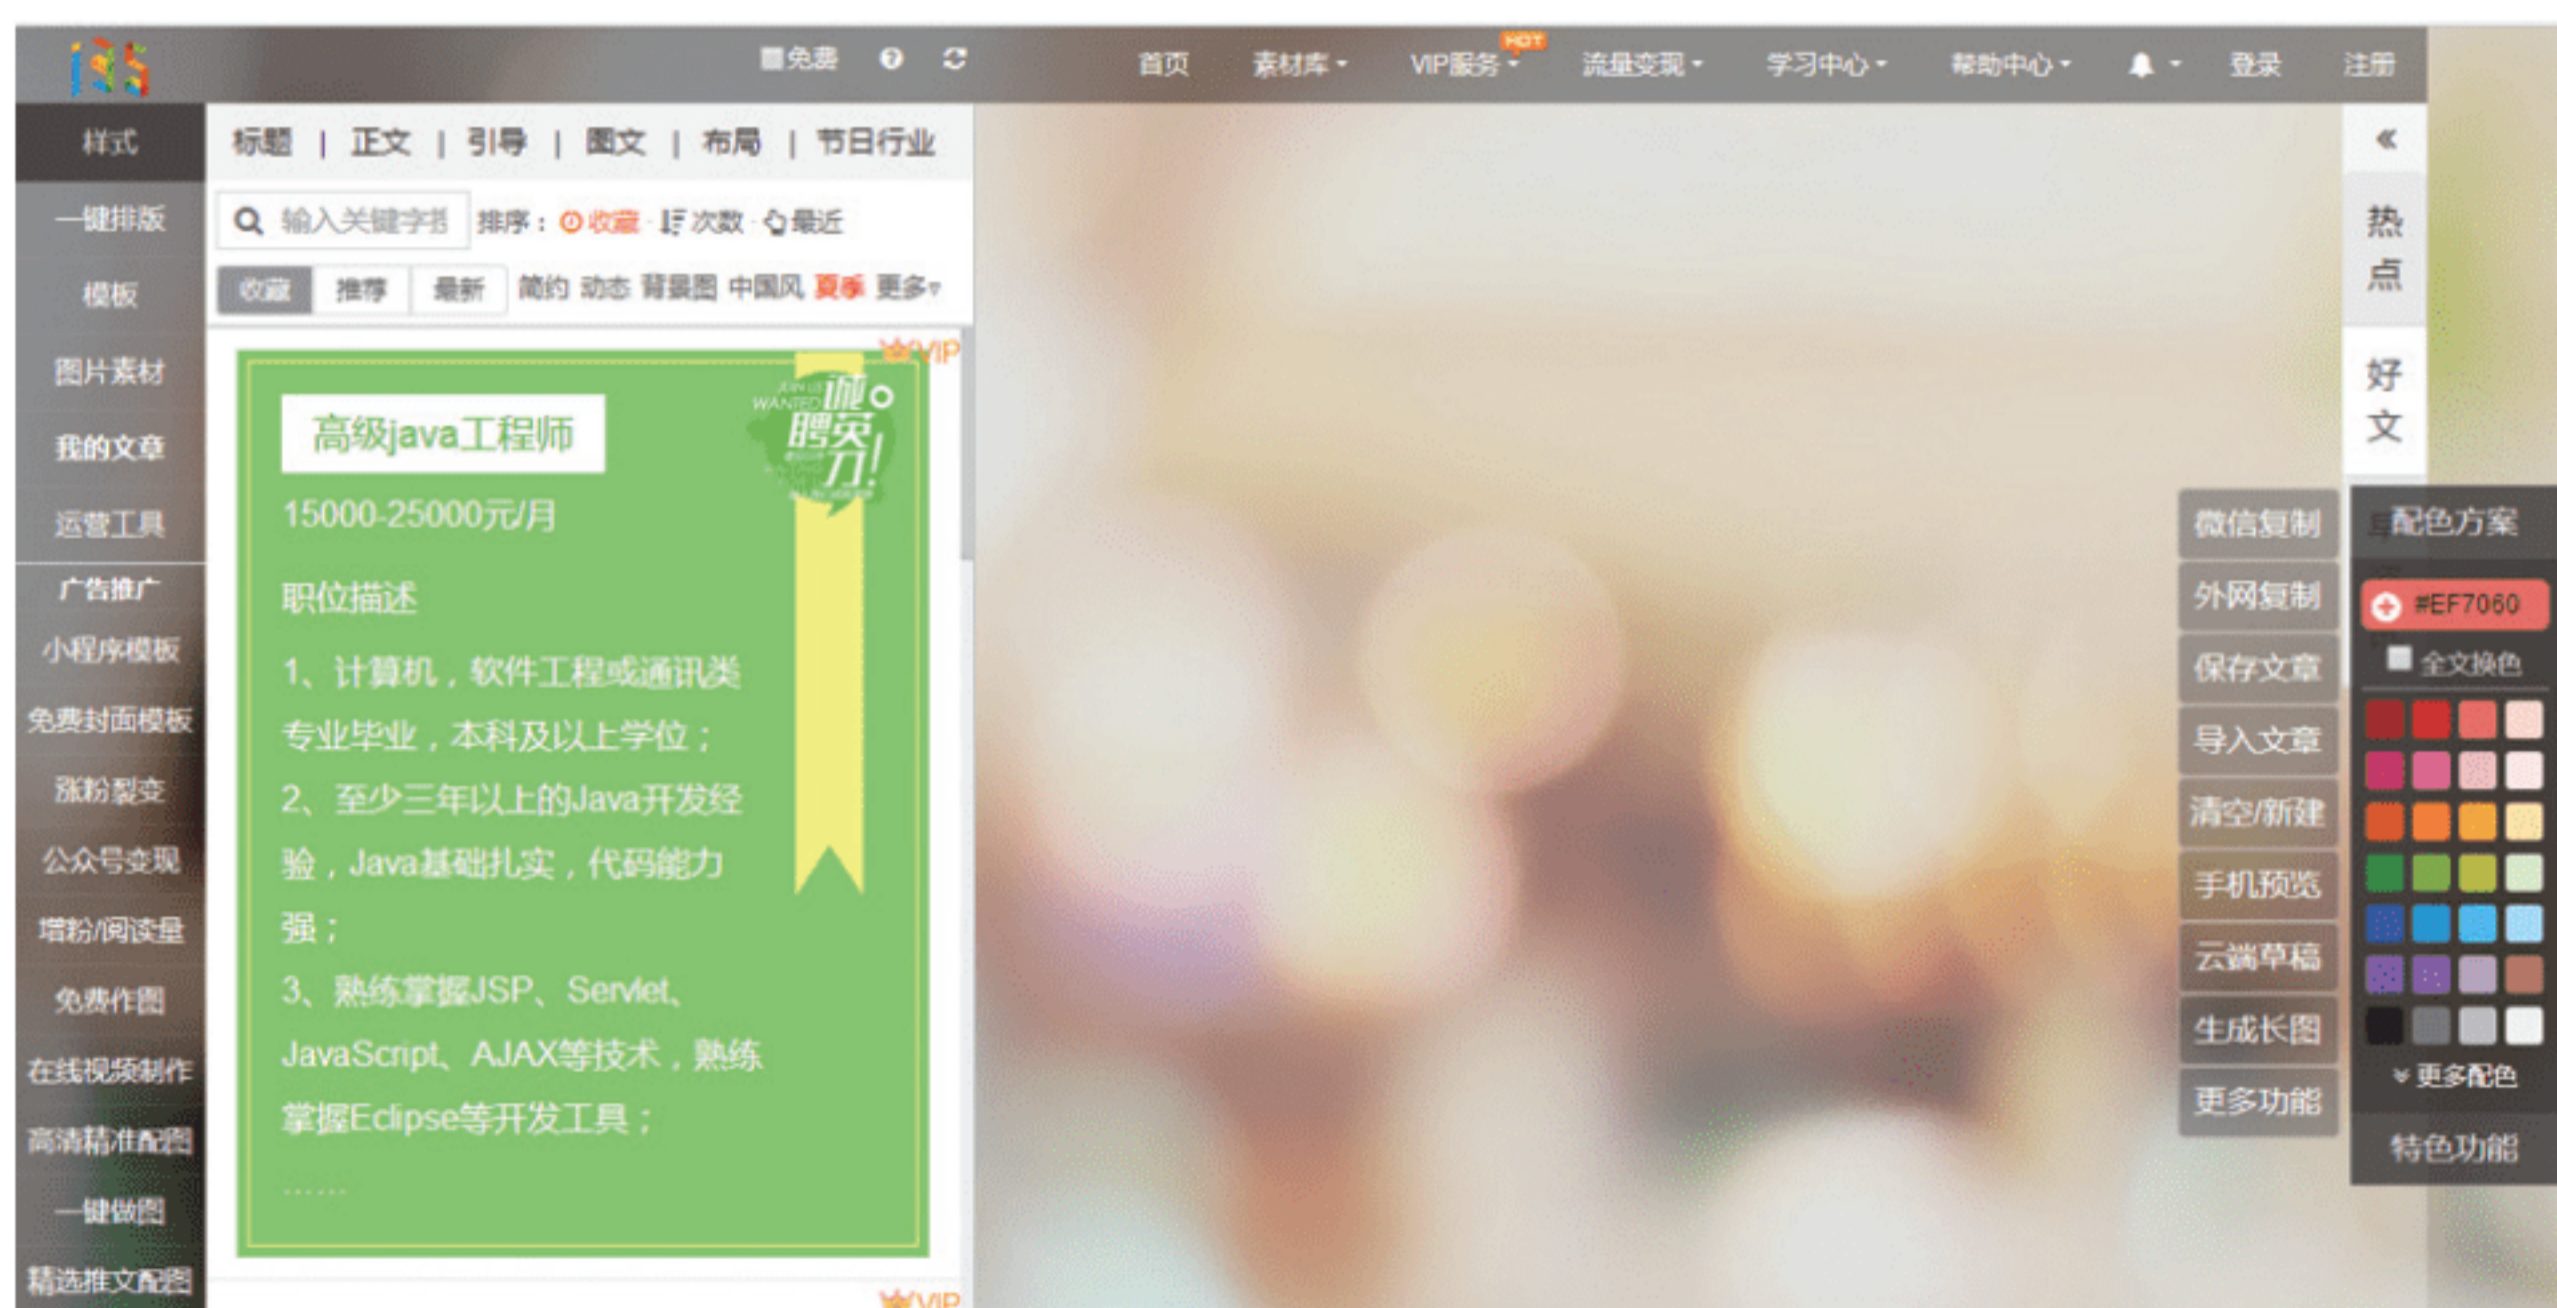 135
免费
首页 素材库 VIP服务 HOT 流量变现 学习中心 帮助中心 登录 注册
样式
一键排版
模板
图片素材
我的文章
运营工具
广告推广
小程序模板
免费封面模板
涨粉裂变
公众号变现
增粉/阅读量
免费作图
在线视频制作
高清精准配图
一键做图
精选推文配图
标题 | 正文 | 引导 | 图文 | 布局 | 节日行业
输入关键字 排序：收藏 · 次数 · 最近
收藏 推荐 最新 简约 动态 背景图 中国风 夏季 更多
VIP
JOIN US
WANTED
诚
聘英
才!
高级java工程师
15000-25000元/月
职位描述
1、计算机，软件工程或通讯类
专业毕业，本科及以上学位；
2、至少三年以上的Java开发经
验，Java基础扎实，代码能力
强；
3、熟练掌握JSP、Servlet、
JavaScript、AJAX等技术，熟练
掌握Eclipse等开发工具；
......
VIP
«
热
点
好
文
微信复制
外网复制
保存文章
导入文章
清空/新建
手机预览
云端草稿
生成长图
更多功能
配色方案
#EF7060
全文换色
更多配色
特色功能